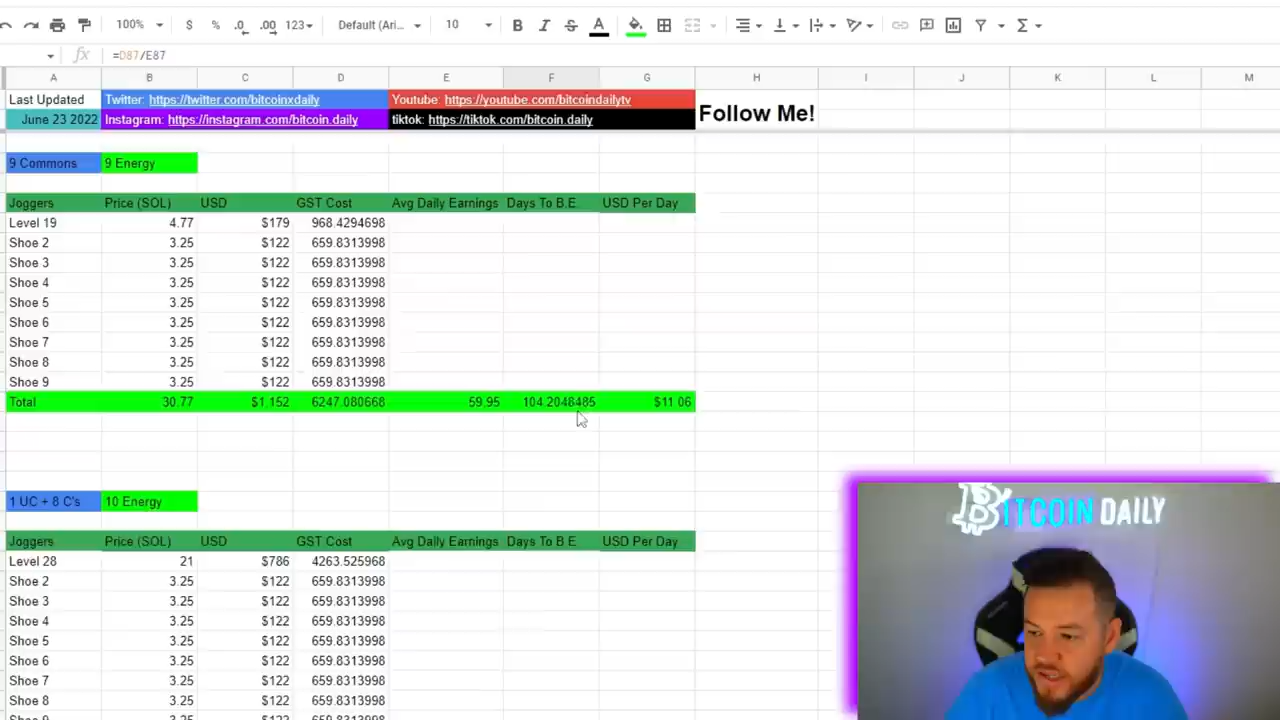 100% $ % .0 .00 123 Default (Ari... 10 B I S A
fx =D87/E87
A B C D E F G H I J K L M
Last Updated Twitter: https://twitter.com/bitcoinxdaily Youtube: https://youtube.com/bitcoindailytv Follow Me!
June 23 2022 Instagram: https://instagram.com/bitcoin.daily tiktok: https://tiktok.com/bitcoin.daily
9 Commons 9 Energy
Joggers Price (SOL) USD GST Cost Avg Daily Earnings Days To B.E. USD Per Day
Level 19 4.77 $179 968.4294698
Shoe 2 3.25 $122 659.8313998
Shoe 3 3.25 $122 659.8313998
Shoe 4 3.25 $122 659.8313998
Shoe 5 3.25 $122 659.8313998
Shoe 6 3.25 $122 659.8313998
Shoe 7 3.25 $122 659.8313998
Shoe 8 3.25 $122 659.8313998
Shoe 9 3.25 $122 659.8313998
Total 30.77 $1,152 6247.080668 59.95 104.2048485 $11.06
1 UC + 8 C's 10 Energy
BITCOIN DAILY
Joggers Price (SOL) USD GST Cost Avg Daily Earnings Days To B.E. USD Per Day
Level 28 21 $786 4263.525968
Shoe 2 3.25 $122 659.8313998
Shoe 3 3.25 $122 659.8313998
Shoe 4 3.25 $122 659.8313998
Shoe 5 3.25 $122 659.8313998
Shoe 6 3.25 $122 659.8313998
Shoe 7 3.25 $122 659.8313998
Shoe 8 3.25 $122 659.8313998
Shoe 9 3.25 $122 659.8313998